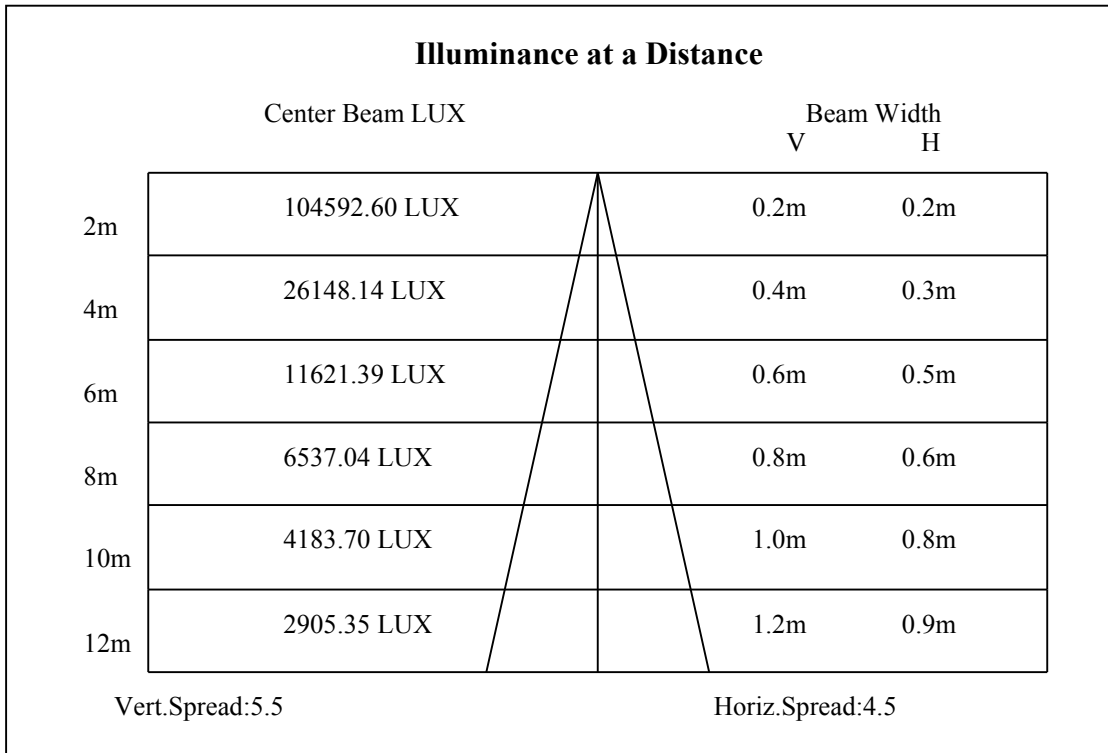 Illuminance at a Distance
Center Beam LUX Beam Width
V H
2m 104592.60 LUX 0.2m 0.2m
4m 26148.14 LUX 0.4m 0.3m
6m 11621.39 LUX 0.6m 0.5m
8m 6537.04 LUX 0.8m 0.6m
10m 4183.70 LUX 1.0m 0.8m
12m 2905.35 LUX 1.2m 0.9m
Vert.Spread:5.5 Horiz.Spread:4.5